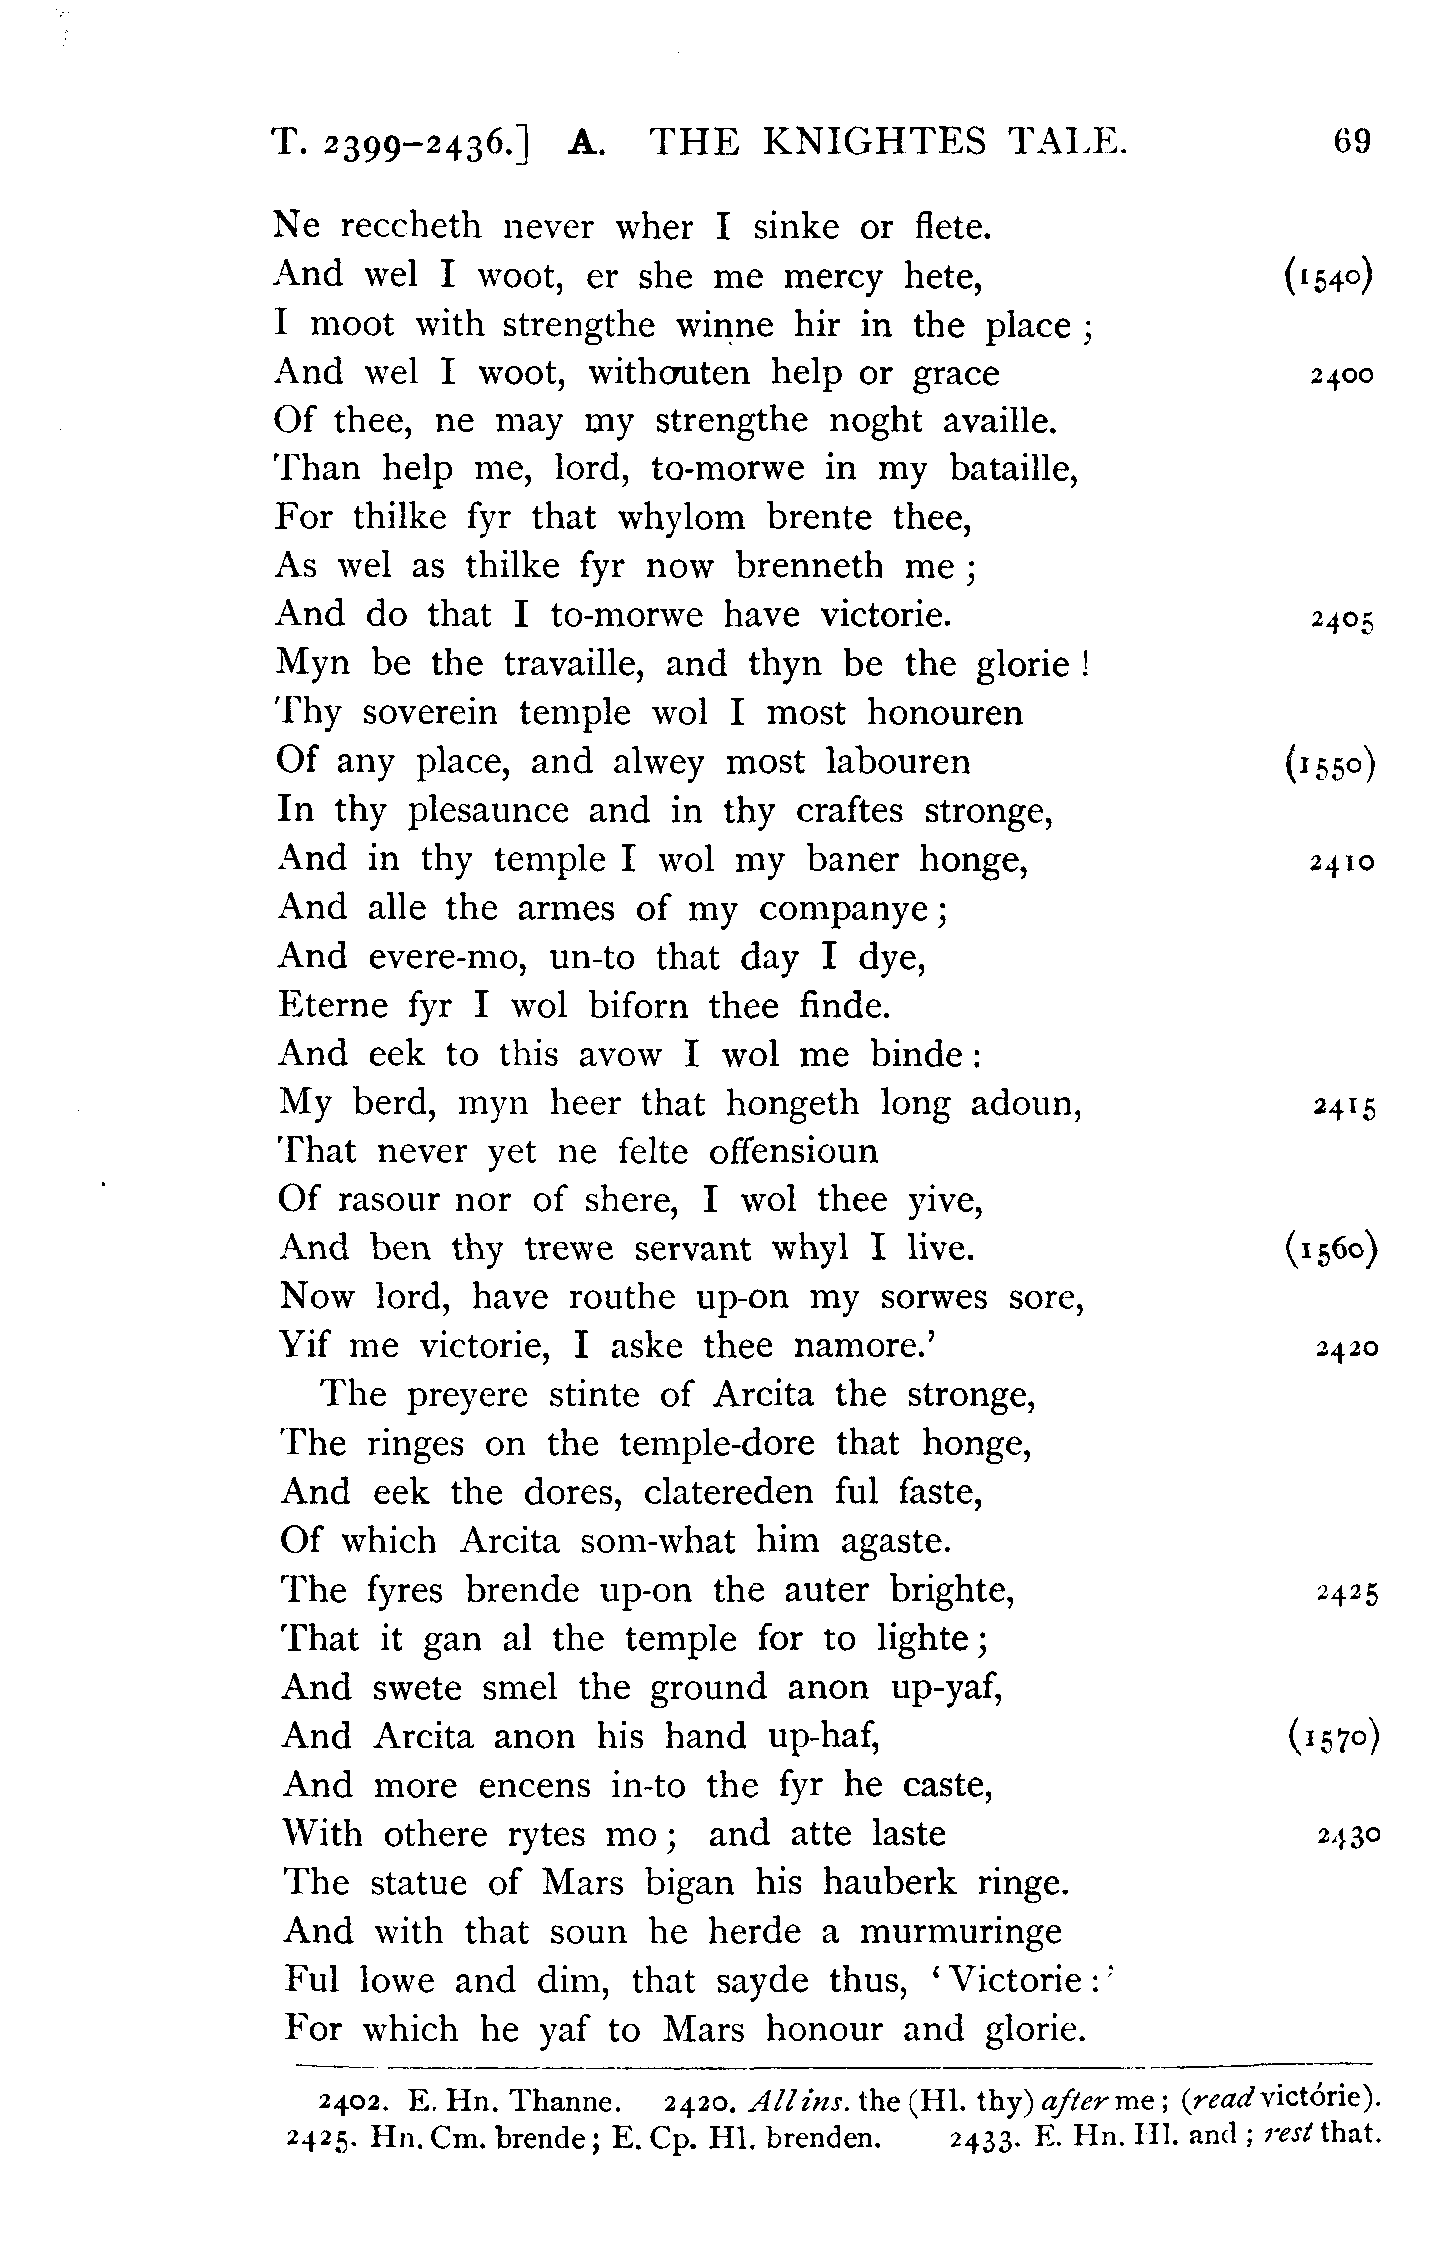 T. 2399–2436.] A. THE KNIGHTES TALE. 69
Ne reccheth never wher I sinke or flete.
And wel I woot, er she me mercy hete, (1540)
I moot with strengthe winne hir in the place ;
And wel I woot, withouten help or grace 2400
Of thee, ne may my strengthe noght availle.
Than help me, lord, to-morwe in my bataille,
For thilke fyr that whylom brente thee,
As wel as thilke fyr now brenneth me ;
And do that I to-morwe have victorie. 2405
Myn be the travaille, and thyn be the glorie !
Thy soverein temple wol I most honouren
Of any place, and alwey most labouren (1550)
In thy plesaunce and in thy craftes stronge,
And in thy temple I wol my baner honge, 2410
And alle the armes of my companye ;
And evere-mo, un-to that day I dye,
Eterne fyr I wol biforn thee finde.
And eek to this avow I wol me binde :
My berd, myn heer that hongeth long adoun, 2415
That never yet ne felte offensioun
Of rasour nor of shere, I wol thee yive,
And ben thy trewe servant whyl I live. (1560)
Now lord, have routhe up-on my sorwes sore,
Yif me victorie, I aske thee namore.’ 2420
The preyere stinte of Arcita the stronge,
The ringes on the temple-dore that honge,
And eek the dores, clatereden ful faste,
Of which Arcita som-what him agaste.
The fyres brende up-on the auter brighte, 2425
That it gan al the temple for to lighte ;
And swete smel the ground anon up-yaf,
And Arcita anon his hand up-haf, (1570)
And more encens in-to the fyr he caste,
With othere rytes mo ; and atte laste 2430
The statue of Mars bigan his hauberk ringe.
And with that soun he herde a murmuringe
Ful lowe and dim, that sayde thus, ‘Victorie :’
For which he yaf to Mars honour and glorie.
2402. E. Hn. Thanne. 2420. All ins. the (Hl. thy) after me ; (read victórie).
2425. Hn. Cm. brende ; E. Cp. Hl. brenden. 2433. E. Hn. Hl. and ; rest that.